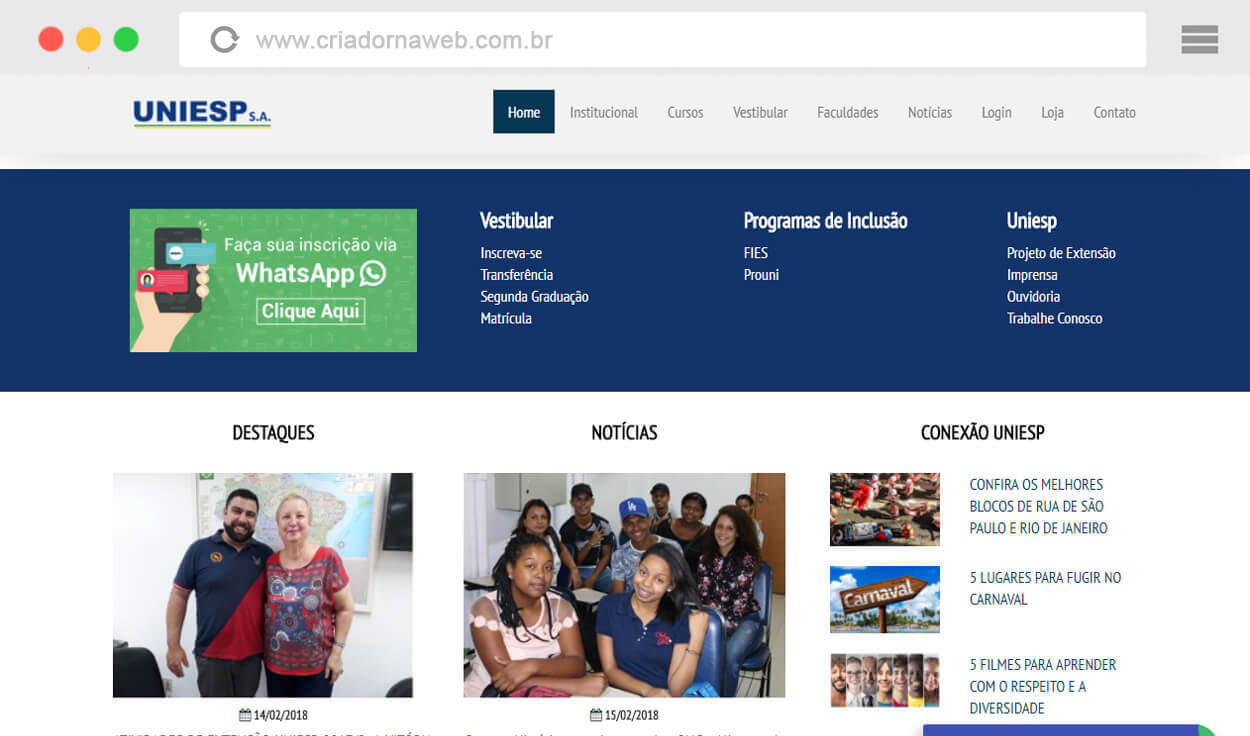 www.criadornaweb.com.br
UNIESP S.A.
Home Institucional Cursos Vestibular Faculdades Notícias Login Loja Contato
Faça sua inscrição via
WhatsApp
Clique Aqui
Vestibular
Inscreva-se
Transferência
Segunda Graduação
Matrícula
Programas de Inclusão
FIES
Prouni
Uniesp
Projeto de Extensão
Imprensa
Ouvidoria
Trabalhe Conosco
DESTAQUES
14/02/2018
NOTÍCIAS
LA
15/02/2018
CONEXÃO UNIESP
CONFIRA OS MELHORES
BLOCOS DE RUA DE SÃO
PAULO E RIO DE JANEIRO
Carnaval
5 LUGARES PARA FUGIR NO
CARNAVAL
5 FILMES PARA APRENDER
COM O RESPEITO E A
DIVERSIDADE